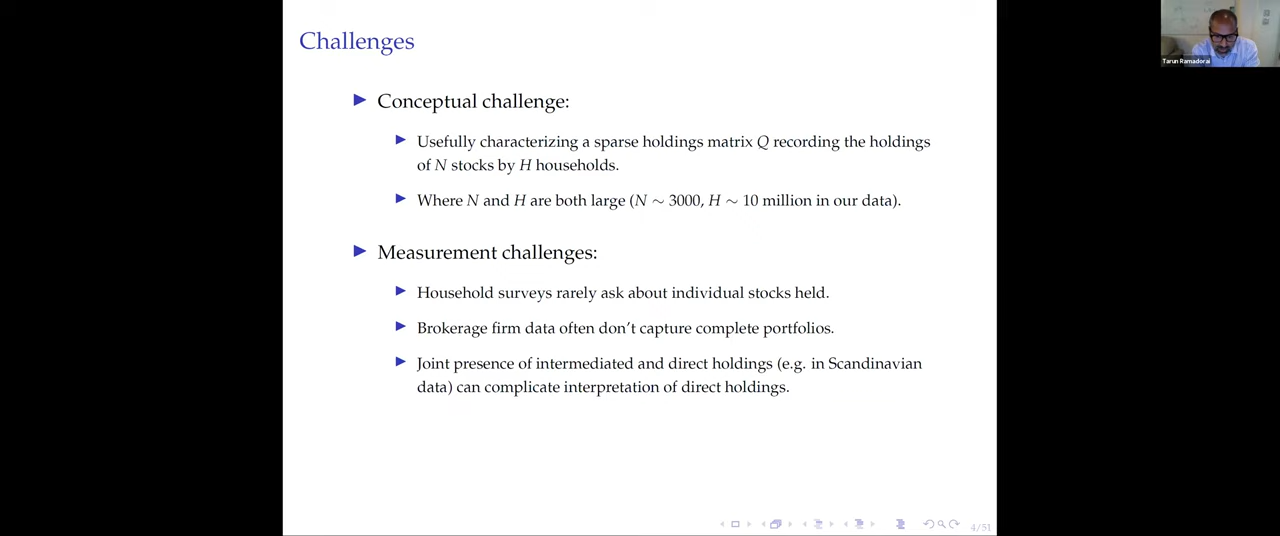 Challenges
Conceptual challenge:
Usefully characterizing a sparse holdings matrix Q recording the holdings
of N stocks by H households.
Where N and H are both large (N ∼ 3000, H ∼ 10 million in our data).
Measurement challenges:
Household surveys rarely ask about individual stocks held.
Brokerage firm data often don't capture complete portfolios.
Joint presence of intermediated and direct holdings (e.g. in Scandinavian
data) can complicate interpretation of direct holdings.
4/51
Tarun Ramadorai